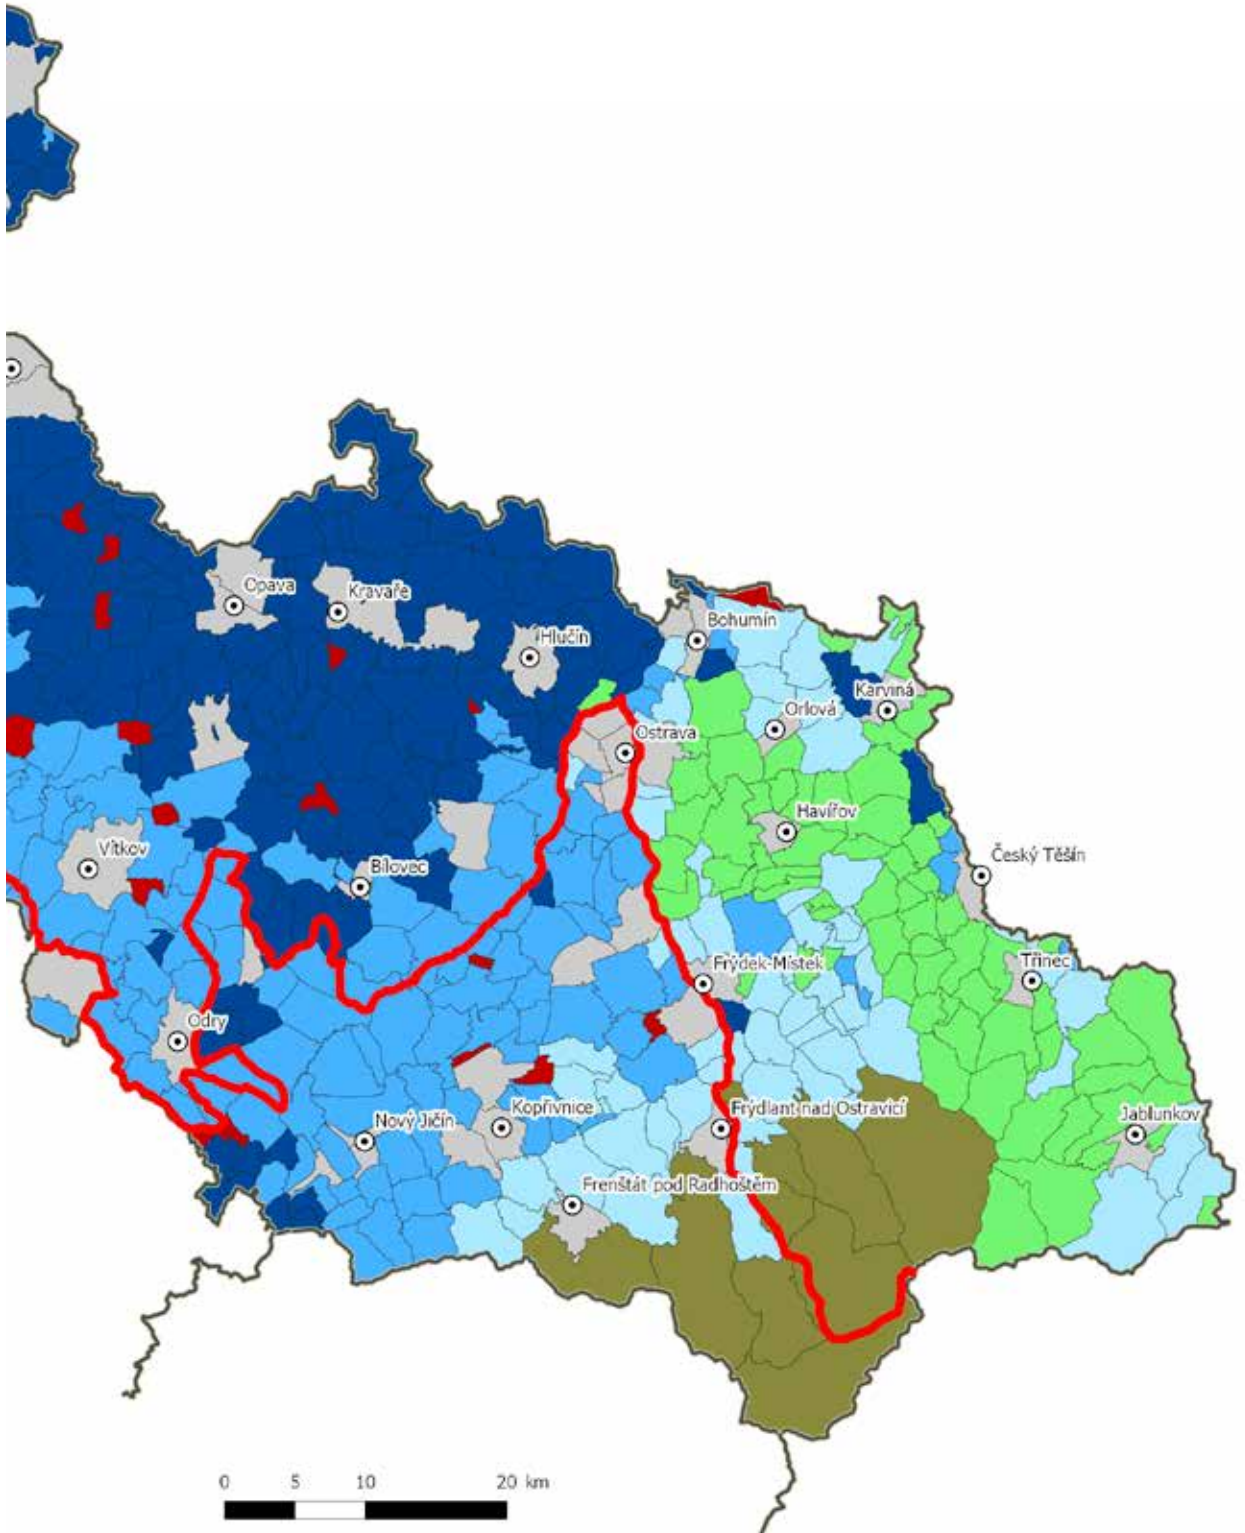 Opava
Kravaře
Hlučín
Bohumín
Karviná
Orlová
Ostrava
Havířov
Český Těšín
Vítkov
Bílovec
Třinec
Frýdek-Místek
Odry
Nový Jičín
Kopřivnice
Frýdlant nad Ostravicí
Jablunkov
Frenštát pod Radhoštěm
0 5 10 20 km